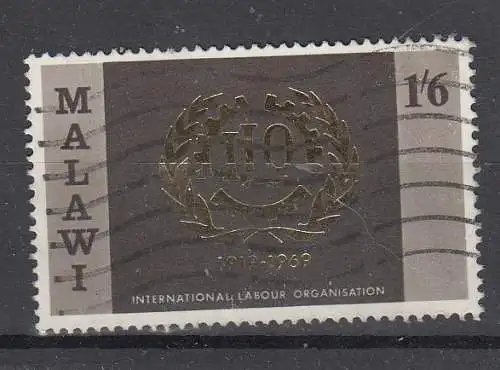 MALAWI
1'6
ILO
1919-1969
INTERNATIONAL LABOUR ORGANISATION